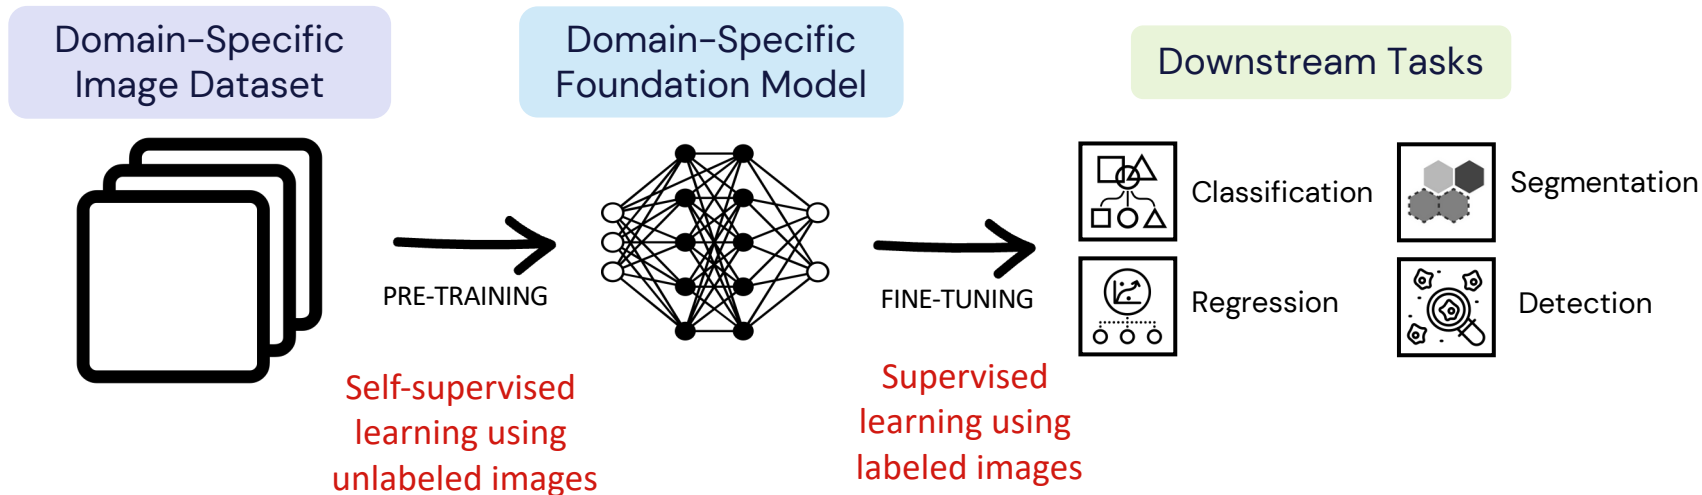 Domain-Specific
Image Dataset
Domain-Specific
Foundation Model
Downstream Tasks
PRE-TRAINING
Self-supervised
learning using
unlabeled images
FINE-TUNING
Supervised
learning using
labeled images
Classification
Segmentation
Regression
Detection